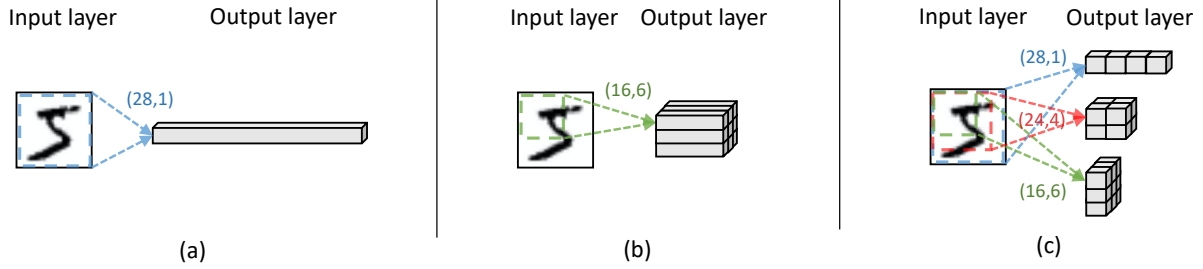 Input layer
Output layer
(28,1)
(a)
Input layer
Output layer
(16,6)
(b)
Input layer
Output layer
(28,1)
(24,4)
(16,6)
(c)